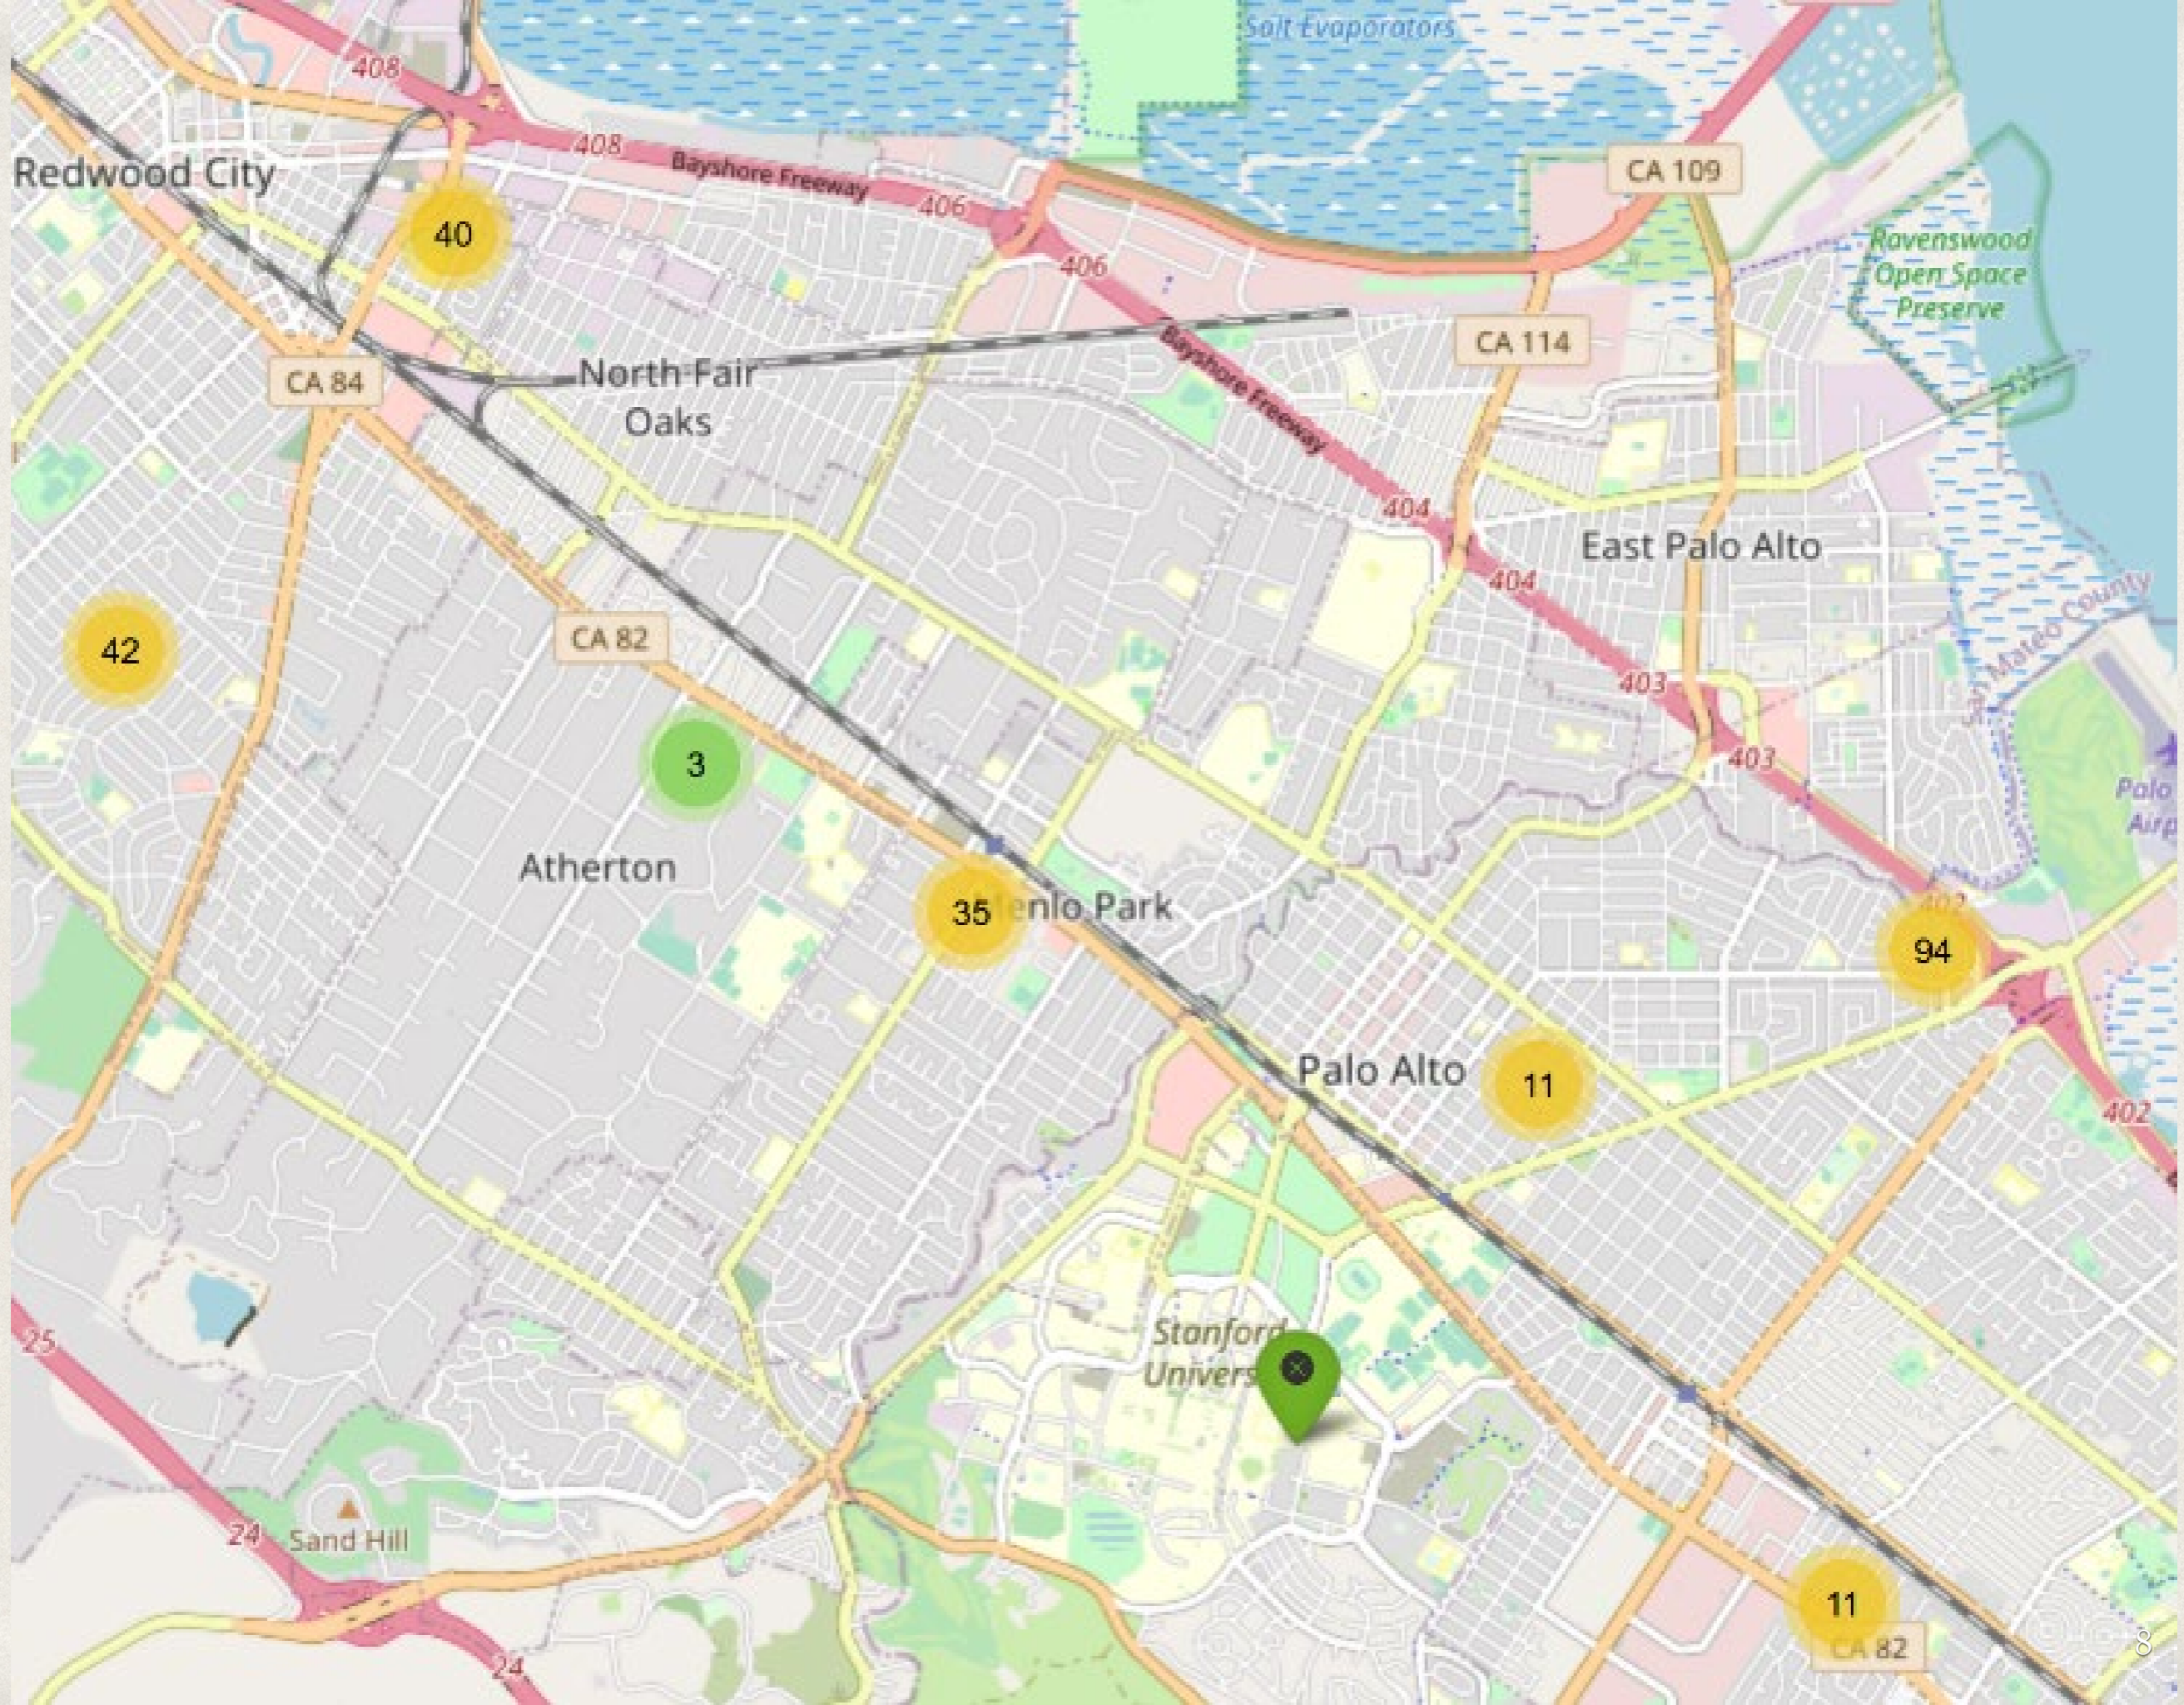 Salt Evaporators
408
408
Bayshore Freeway
406
CA 109
Redwood City
40
406
Ravenswood
Open Space
Preserve
CA 114
Bayshore Freeway
CA 84
North Fair
Oaks
404
East Palo Alto
404
San Mateo County
42
CA 82
403
3
403
Palo
Airp
Atherton
35
enlo Park
402
94
Palo Alto
11
402
25
Stanford
Univers
24
Sand Hill
11
CA 82
8
24